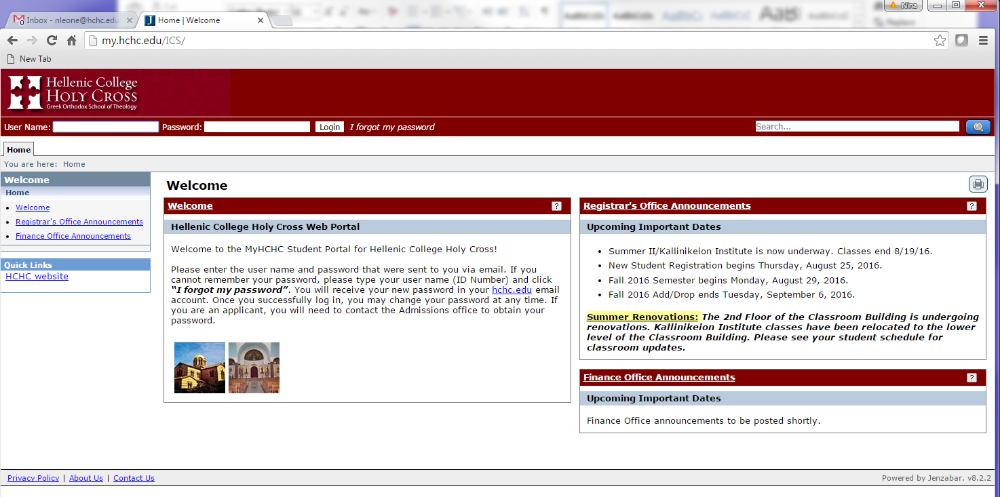 Nina
Inbox - nleone@hchc.edu
Home | Welcome
my.hchc.edu/ICS/
New Tab
Hellenic College
HOLY CROSS
Greek Orthodox School of Theology
User Name: Password: Login I forgot my password Search...
Home
You are here: Home
Welcome
Home
Welcome
Registrar's Office Announcements
Finance Office Announcements
Quick Links
HCHC website
Welcome
Welcome ?
Hellenic College Holy Cross Web Portal
Welcome to the MyHCHC Student Portal for Hellenic College Holy Cross!
Please enter the user name and password that were sent to you via email. If you
cannot remember your password, please type your user name (ID Number) and click
“I forgot my password”. You will receive your new password in your hchc.edu email
account. Once you successfully log in, you may change your password at any time. If
you are an applicant, you will need to contact the Admissions office to obtain your
password.
Registrar's Office Announcements ?
Upcoming Important Dates
Summer II/Kallinikeion Institute is now underway. Classes end 8/19/16.
New Student Registration begins Thursday, August 25, 2016.
Fall 2016 Semester begins Monday, August 29, 2016.
Fall 2016 Add/Drop ends Tuesday, September 6, 2016.
Summer Renovations: The 2nd Floor of the Classroom Building is undergoing
renovations. Kallinikeion Institute classes have been relocated to the lower
level of the Classroom Building. Please see your student schedule for
classroom updates.
Finance Office Announcements ?
Upcoming Important Dates
Finance Office announcements to be posted shortly.
Privacy Policy | About Us | Contact Us
Powered by Jenzabar. v8.2.2